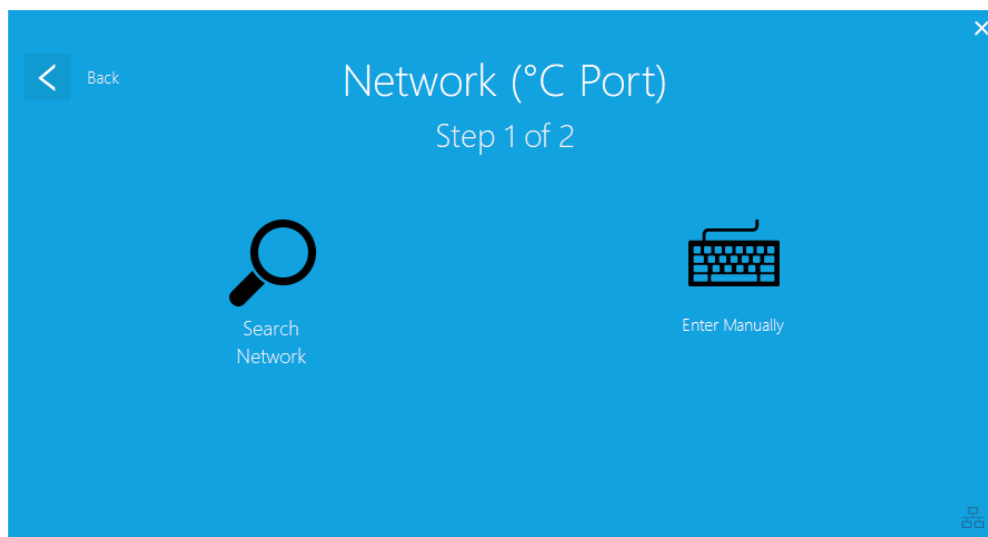 Back
Network (°C Port)
Step 1 of 2
Search
Network
Enter Manually